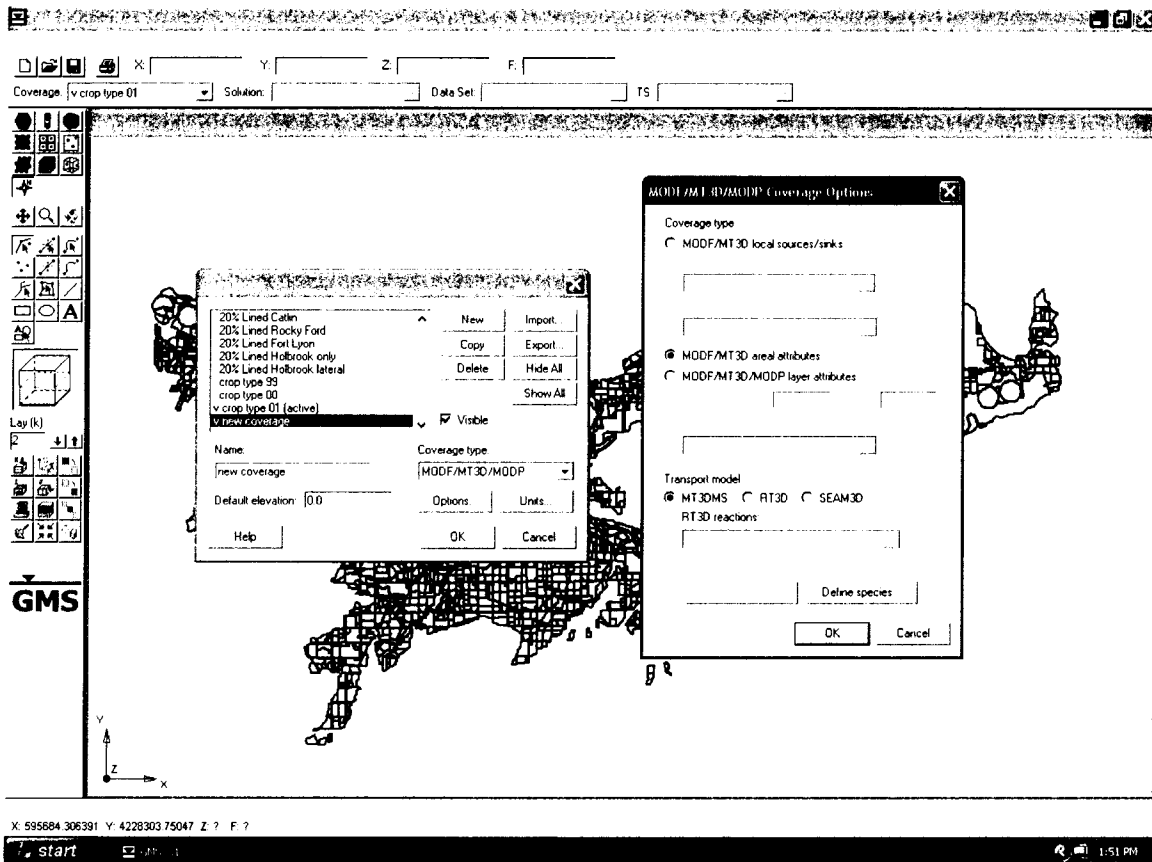 X: Y: Z: F:
Coverage: v crop type 01 Solution: Data Set: TS
MODF/MT3D/MODP Coverage Options
Coverage type
MODF/MT3D local sources/sinks
MODF/MT3D areal attributes
MODF/MT3D/MODP layer attributes
Transport model
MT3DMS RT3D SEAM3D
RT3D reactions:
Define species
OK Cancel
20% Lined Catlin
20% Lined Rocky Ford
20% Lined Fort Lyon
20% Lined Holbrook only
20% Lined Holbrook lateral
crop type 99
crop type 00
v crop type 01 (active)
v new coverage
New Import...
Copy Export...
Delete Hide All
Show All
Visible
Name:
new coverage
Coverage type
MODF/MT3D/MODP
Default elevation: 0.0
Options... Units...
Help OK Cancel
A
Lay (k)
2
GMS
Y
Z
X
X: 595684.306391 Y: 4228303.75047 Z: ? F: ?
start
1:51 PM